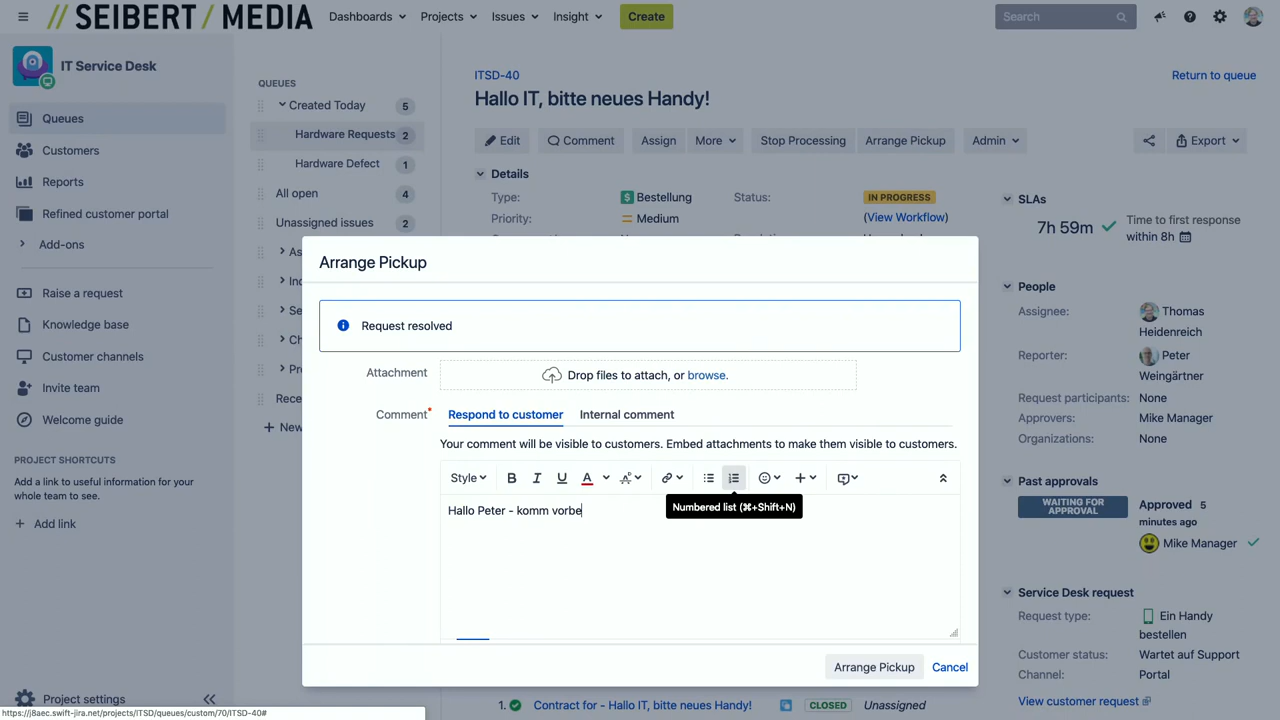 // SEIBERT / MEDIA
Dashboards
Projects
Issues
Insight
Create
Search
IT Service Desk
Queues
Customers
Reports
Refined customer portal
Add-ons
Raise a request
Knowledge base
Customer channels
Invite team
Welcome guide
PROJECT SHORTCUTS
Add a link to useful information for your
whole team to see.
+ Add link
Project settings
https://j8aec.swift-jira.net/projects/ITSD/queues/custom/70/ITSD-40#
QUEUES
Created Today 5
Hardware Requests 2
Hardware Defect 1
All open 4
Unassigned issues 2
As
Inc
Se
Ch
Pr
Rece
+ New
ITSD-40
Return to queue
Hallo IT, bitte neues Handy!
Edit
Comment
Assign
More
Stop Processing
Arrange Pickup
Admin
Export
Details
Type: Bestellung
Status: IN PROGRESS
Priority: Medium
(View Workflow)
Arrange Pickup
Request resolved
Attachment
Drop files to attach, or browse.
Comment*
Respond to customer
Internal comment
Your comment will be visible to customers. Embed attachments to make them visible to customers.
Style B I U A
Numbered list (⌘+Shift+N)
Hallo Peter - komm vorbe
Arrange Pickup
Cancel
1. Contract for - Hallo IT, bitte neues Handy! CLOSED Unassigned
SLAs
7h 59m
Time to first response
within 8h
People
Assignee: Thomas
Heidenreich
Reporter: Peter
Weingärtner
Request participants: None
Approvers: Mike Manager
Organizations: None
Past approvals
WAITING FOR
APPROVAL
Approved 5
minutes ago
Mike Manager
Service Desk request
Request type: Ein Handy
bestellen
Customer status: Wartet auf Support
Channel: Portal
View customer request